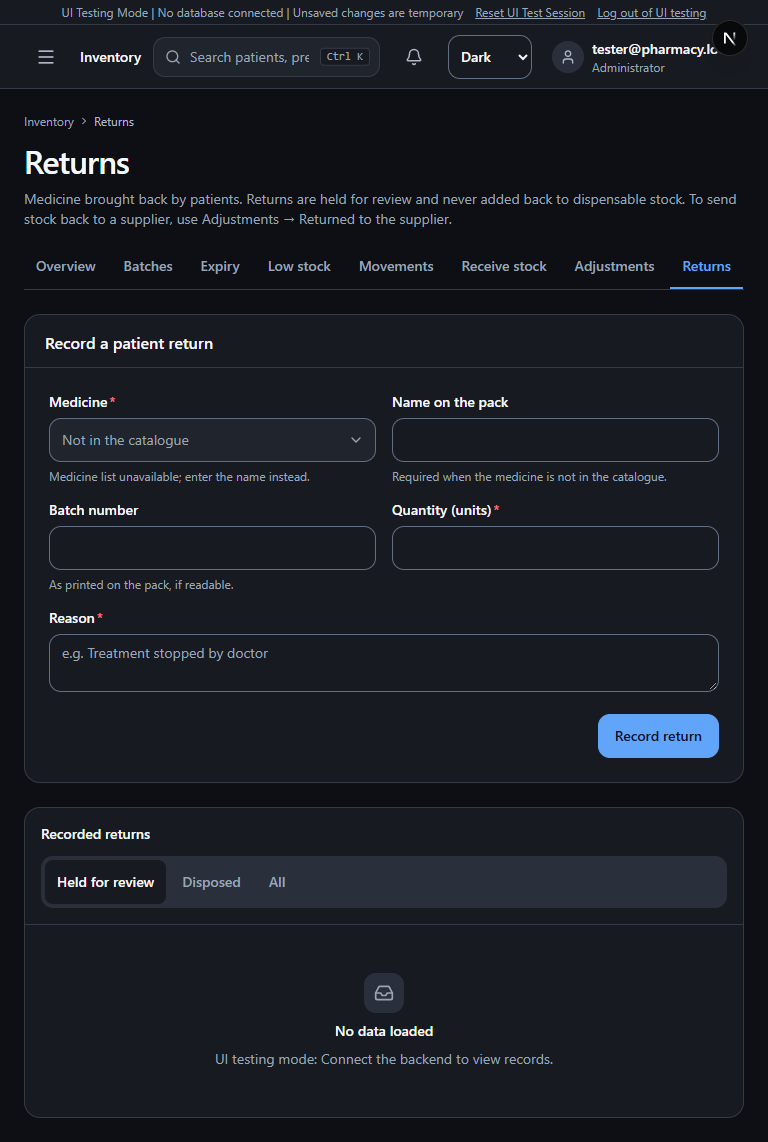 UI Testing Mode | No database connected | Unsaved changes are temporary Reset UI Test Session Log out of UI testing
Inventory
Search patients, pre
Ctrl K
Dark
tester@pharmacy.lo
Administrator
N
Inventory > Returns
Returns
Medicine brought back by patients. Returns are held for review and never added back to dispensable stock. To send
stock back to a supplier, use Adjustments → Returned to the supplier.
Overview Batches Expiry Low stock Movements Receive stock Adjustments Returns
Record a patient return
Medicine*
Not in the catalogue
Medicine list unavailable; enter the name instead.
Name on the pack
Required when the medicine is not in the catalogue.
Batch number
As printed on the pack, if readable.
Quantity (units)*
Reason*
e.g. Treatment stopped by doctor
Record return
Recorded returns
Held for review Disposed All
No data loaded
UI testing mode: Connect the backend to view records.